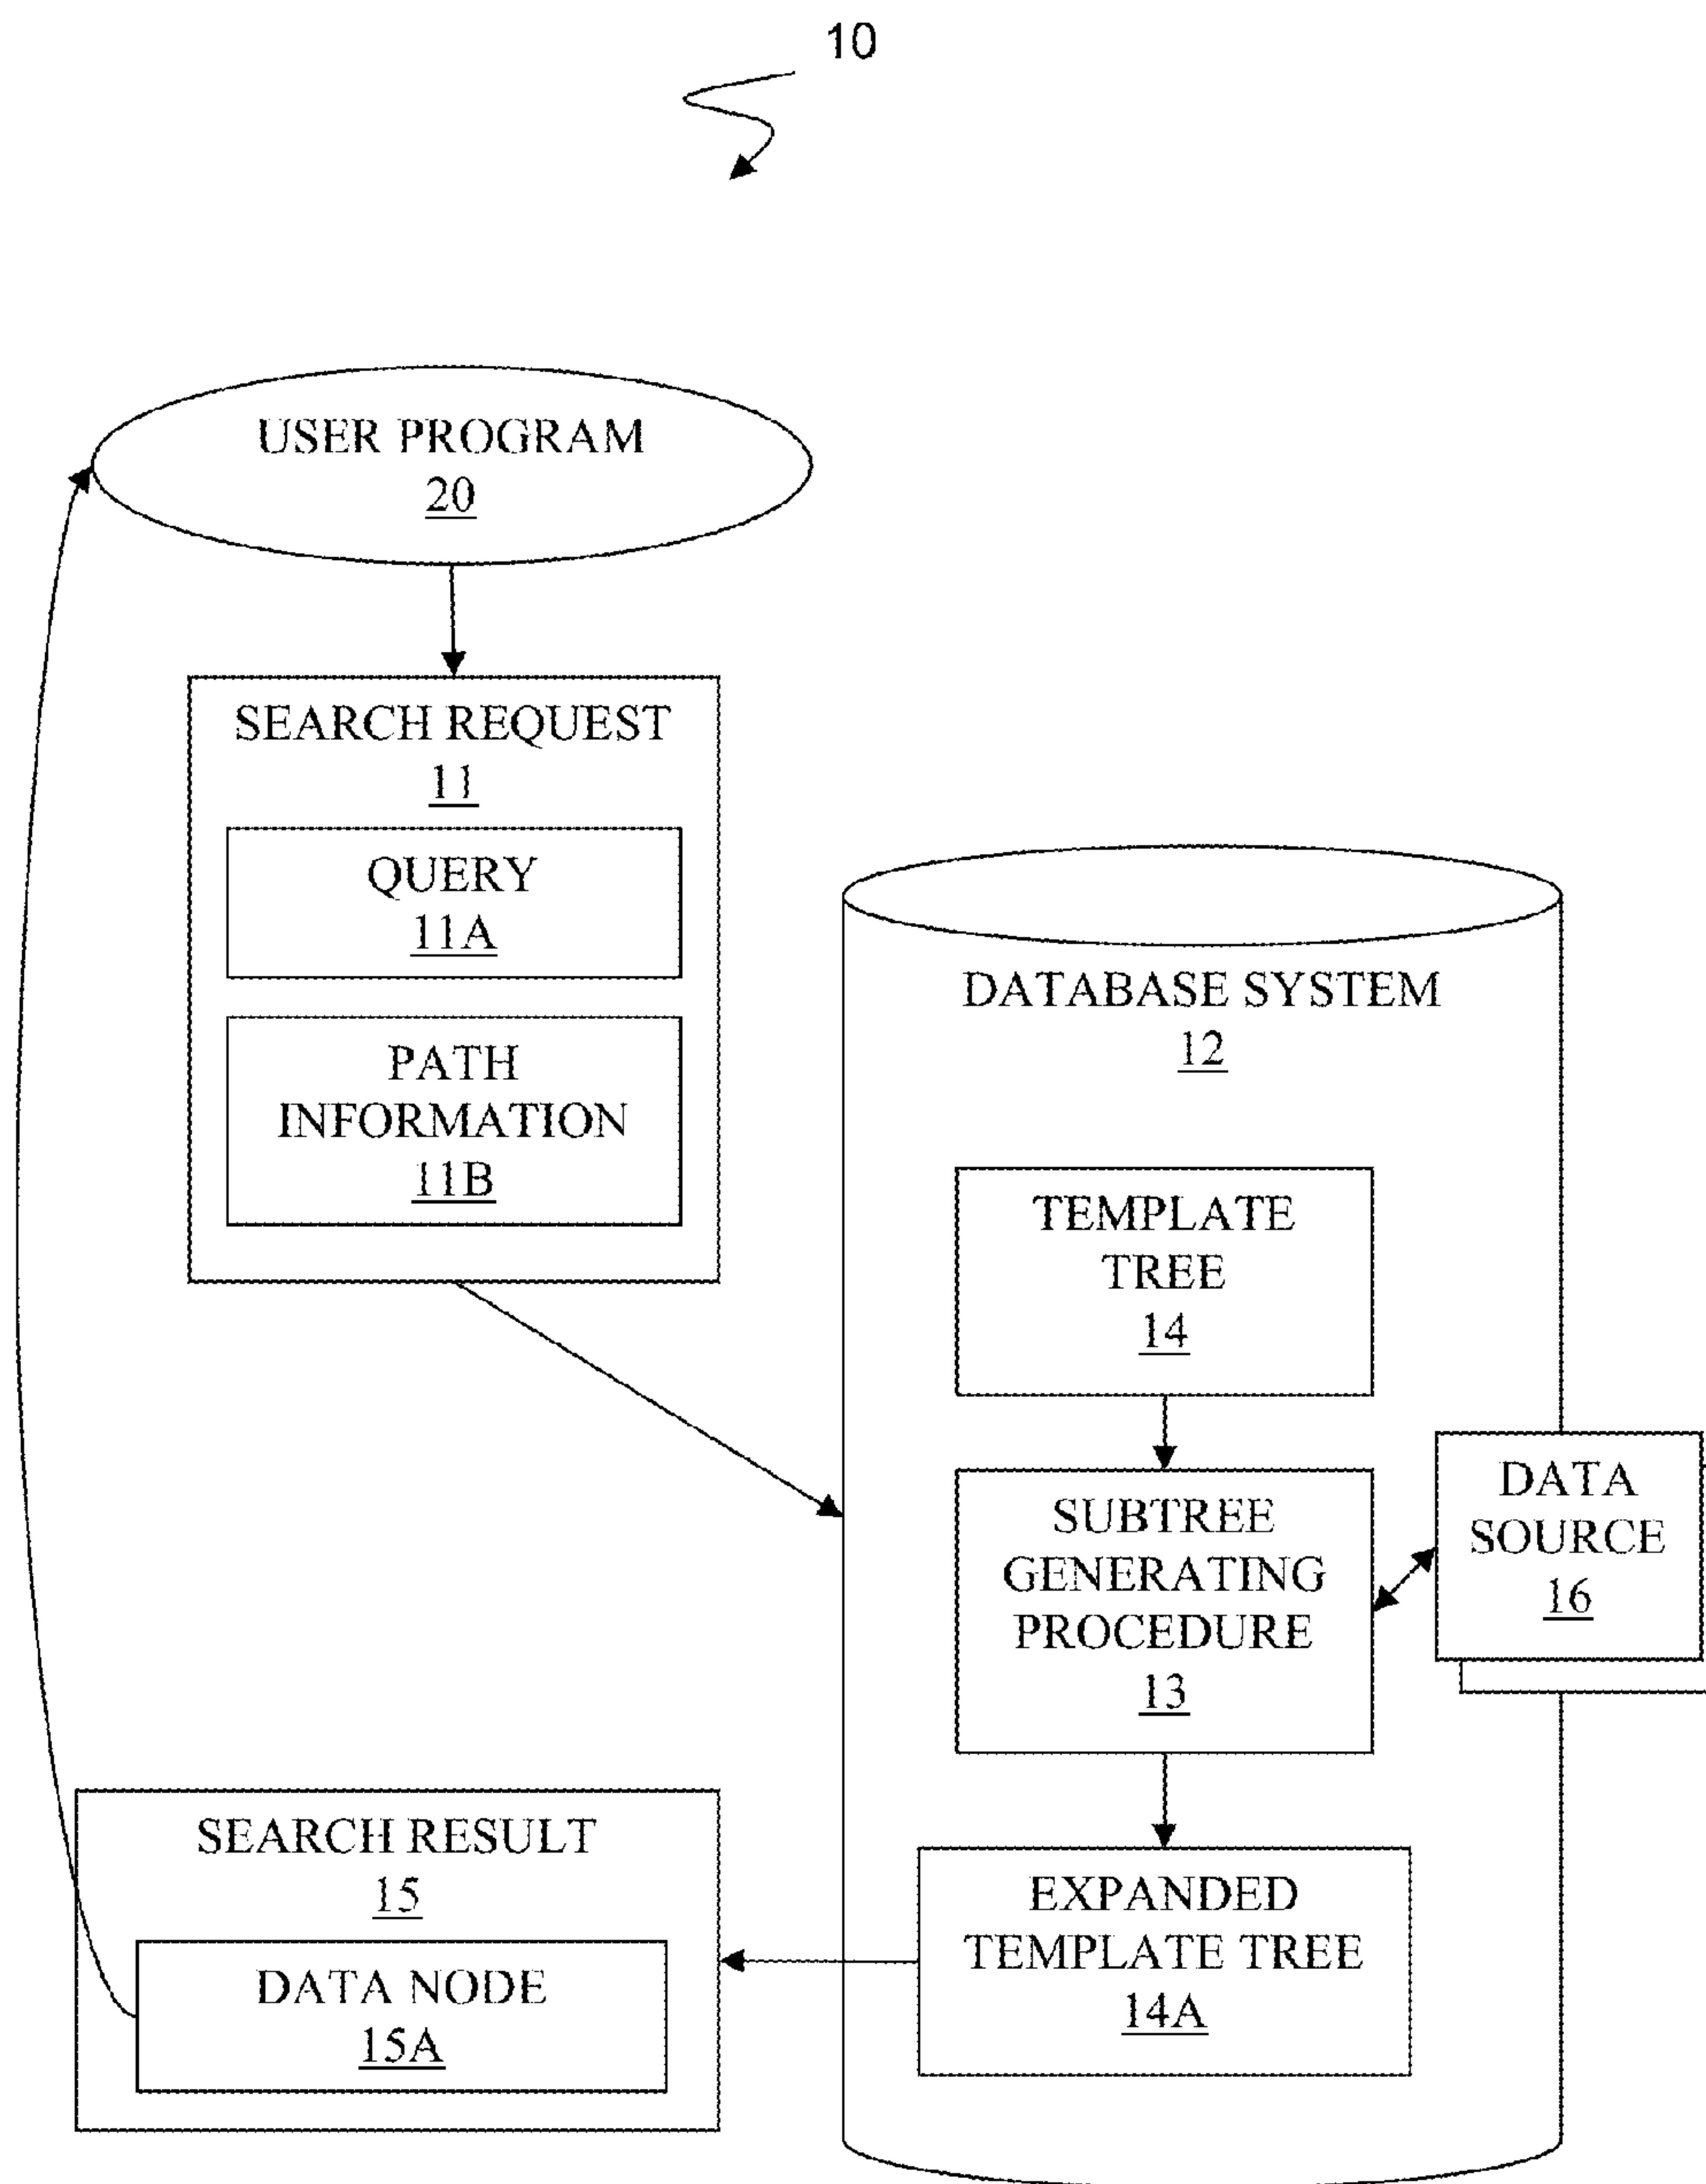 10
USER PROGRAM
20
SEARCH REQUEST
11
QUERY
11A
PATH
INFORMATION
11B
DATABASE SYSTEM
12
TEMPLATE
TREE
14
SUBTREE
GENERATING
PROCEDURE
13
DATA
SOURCE
16
EXPANDED
TEMPLATE TREE
14A
SEARCH RESULT
15
DATA NODE
15A